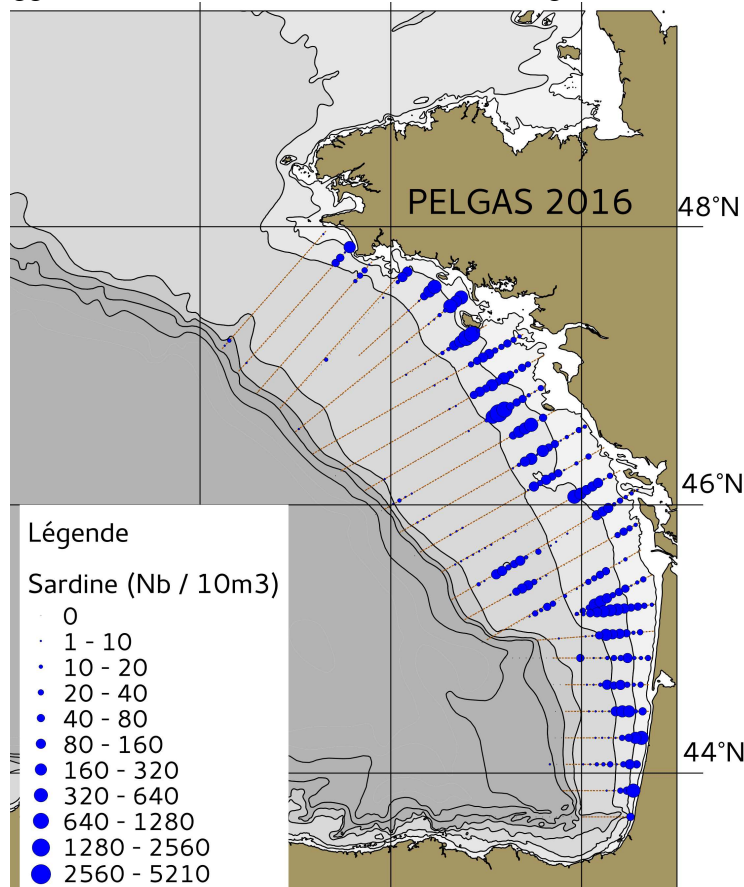 PELGAS 2016
48°N
46°N
44°N
Légende
Sardine (Nb / 10m3)
0
1 - 10
10 - 20
20 - 40
40 - 80
80 - 160
160 - 320
320 - 640
640 - 1280
1280 - 2560
2560 - 5210